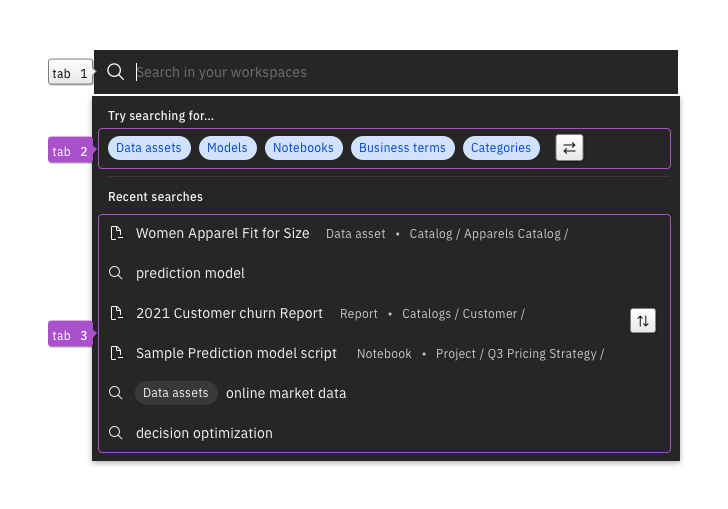 tab 1
Search in your workspaces
Try searching for...
tab 2
Data assets Models Notebooks Business terms Categories
Recent searches
Women Apparel Fit for Size Data asset • Catalog / Apparels Catalog /
prediction model
2021 Customer churn Report Report • Catalogs / Customer /
tab 3
Sample Prediction model script Notebook • Project / Q3 Pricing Strategy /
Data assets online market data
decision optimization